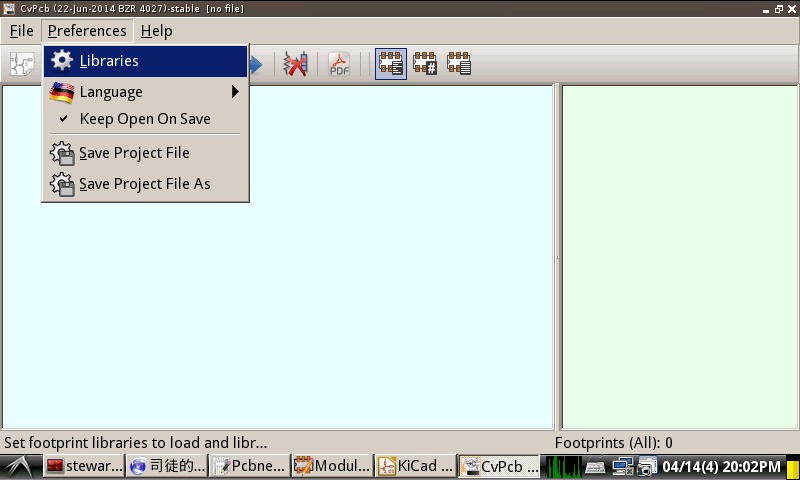 CvPcb (22-Jun-2014 BZR 4027)-stable [no file]
File Preferences Help
Libraries
PDF
Language
Keep Open On Save
Save Project File
Save Project File As
Set footprint libraries to load and libr...
Footprints (All): 0
stewar... 司徒的... Pcbne... Modul... KiCad ... CvPcb ... 04/14(4) 20:02PM